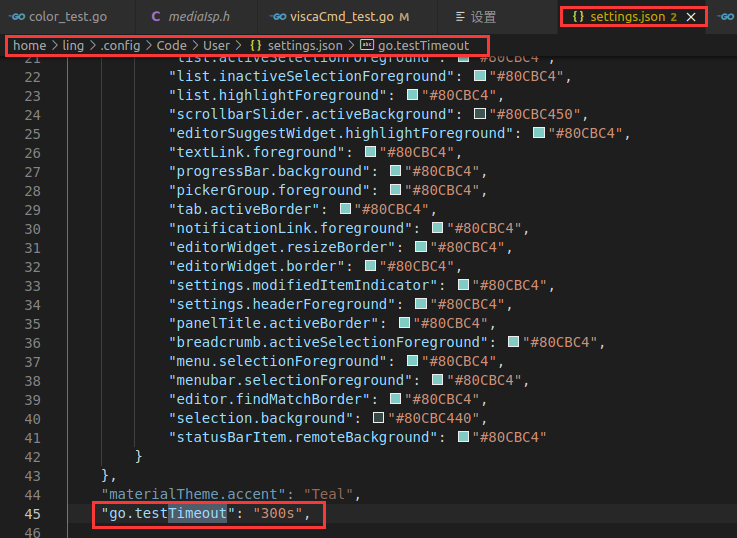 color_test.go
C medialsp.h
viscaCmd_test.go M
设置
{} settings.json 2 ×
home > ling > .config > Code > User > {} settings.json > abc go.testTimeout
21 "list.activeSelectionForeground": "#80CBC4",
22 "list.inactiveSelectionForeground": "#80CBC4",
23 "list.highlightForeground": "#80CBC4",
24 "scrollbarSlider.activeBackground": "#80CBC450",
25 "editorSuggestWidget.highlightForeground": "#80CBC4",
26 "textLink.foreground": "#80CBC4",
27 "progressBar.background": "#80CBC4",
28 "pickerGroup.foreground": "#80CBC4",
29 "tab.activeBorder": "#80CBC4",
30 "notificationLink.foreground": "#80CBC4",
31 "editorWidget.resizeBorder": "#80CBC4",
32 "editorWidget.border": "#80CBC4",
33 "settings.modifiedItemIndicator": "#80CBC4",
34 "settings.headerForeground": "#80CBC4",
35 "panelTitle.activeBorder": "#80CBC4",
36 "breadcrumb.activeSelectionForeground": "#80CBC4",
37 "menu.selectionForeground": "#80CBC4",
38 "menubar.selectionForeground": "#80CBC4",
39 "editor.findMatchBorder": "#80CBC4",
40 "selection.background": "#80CBC440",
41 "statusBarItem.remoteBackground": "#80CBC4"
42 }
43 },
44 "materialTheme.accent": "Teal",
45 "go.testTimeout": "300s",
46